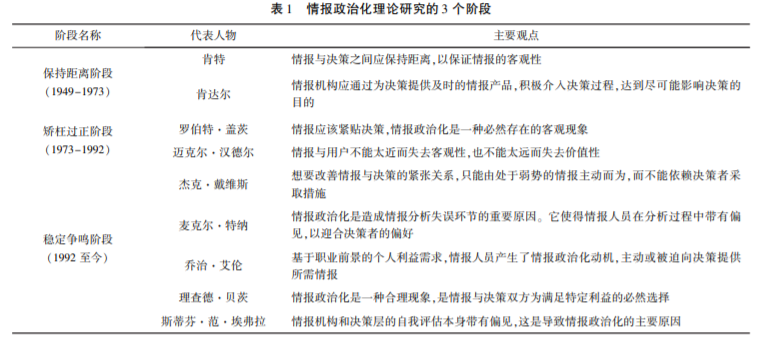 表 1 情报政治化理论研究的 3 个阶段
阶段名称 代表人物 主要观点
保持距离阶段
(1949-1973)
肯特 情报与决策之间应保持距离,以保证情报的客观性
肯达尔 情报机构应通过为决策提供及时的情报产品,积极介入决策过程,达到尽可能影响决策的
目的
矫枉过正阶段
(1973-1992)
罗伯特·盖茨 情报应该紧贴决策,情报政治化是一种必然存在的客观现象
迈克尔·汉德尔 情报与用户不能太近而失去客观性,也不能太远而失去价值性
稳定争鸣阶段
(1992 至今)
杰克·戴维斯 想要改善情报与决策的紧张关系,只能由处于弱势的情报主动而为,而不能依赖决策者采
取措施
麦克尔·特纳 情报政治化是造成情报分析失误环节的重要原因。它使得情报人员在分析过程中带有偏
见,以迎合决策者的偏好
乔治·艾伦 基于职业前景的个人利益需求,情报人员产生了情报政治化动机,主动或被迫向决策提供
所需情报
理查德·贝茨 情报政治化是一种合理现象,是情报与决策双方为满足特定利益的必然选择
斯蒂芬·范·埃弗拉 情报机构和决策层的自我评估本身带有偏见,这是导致情报政治化的主要原因